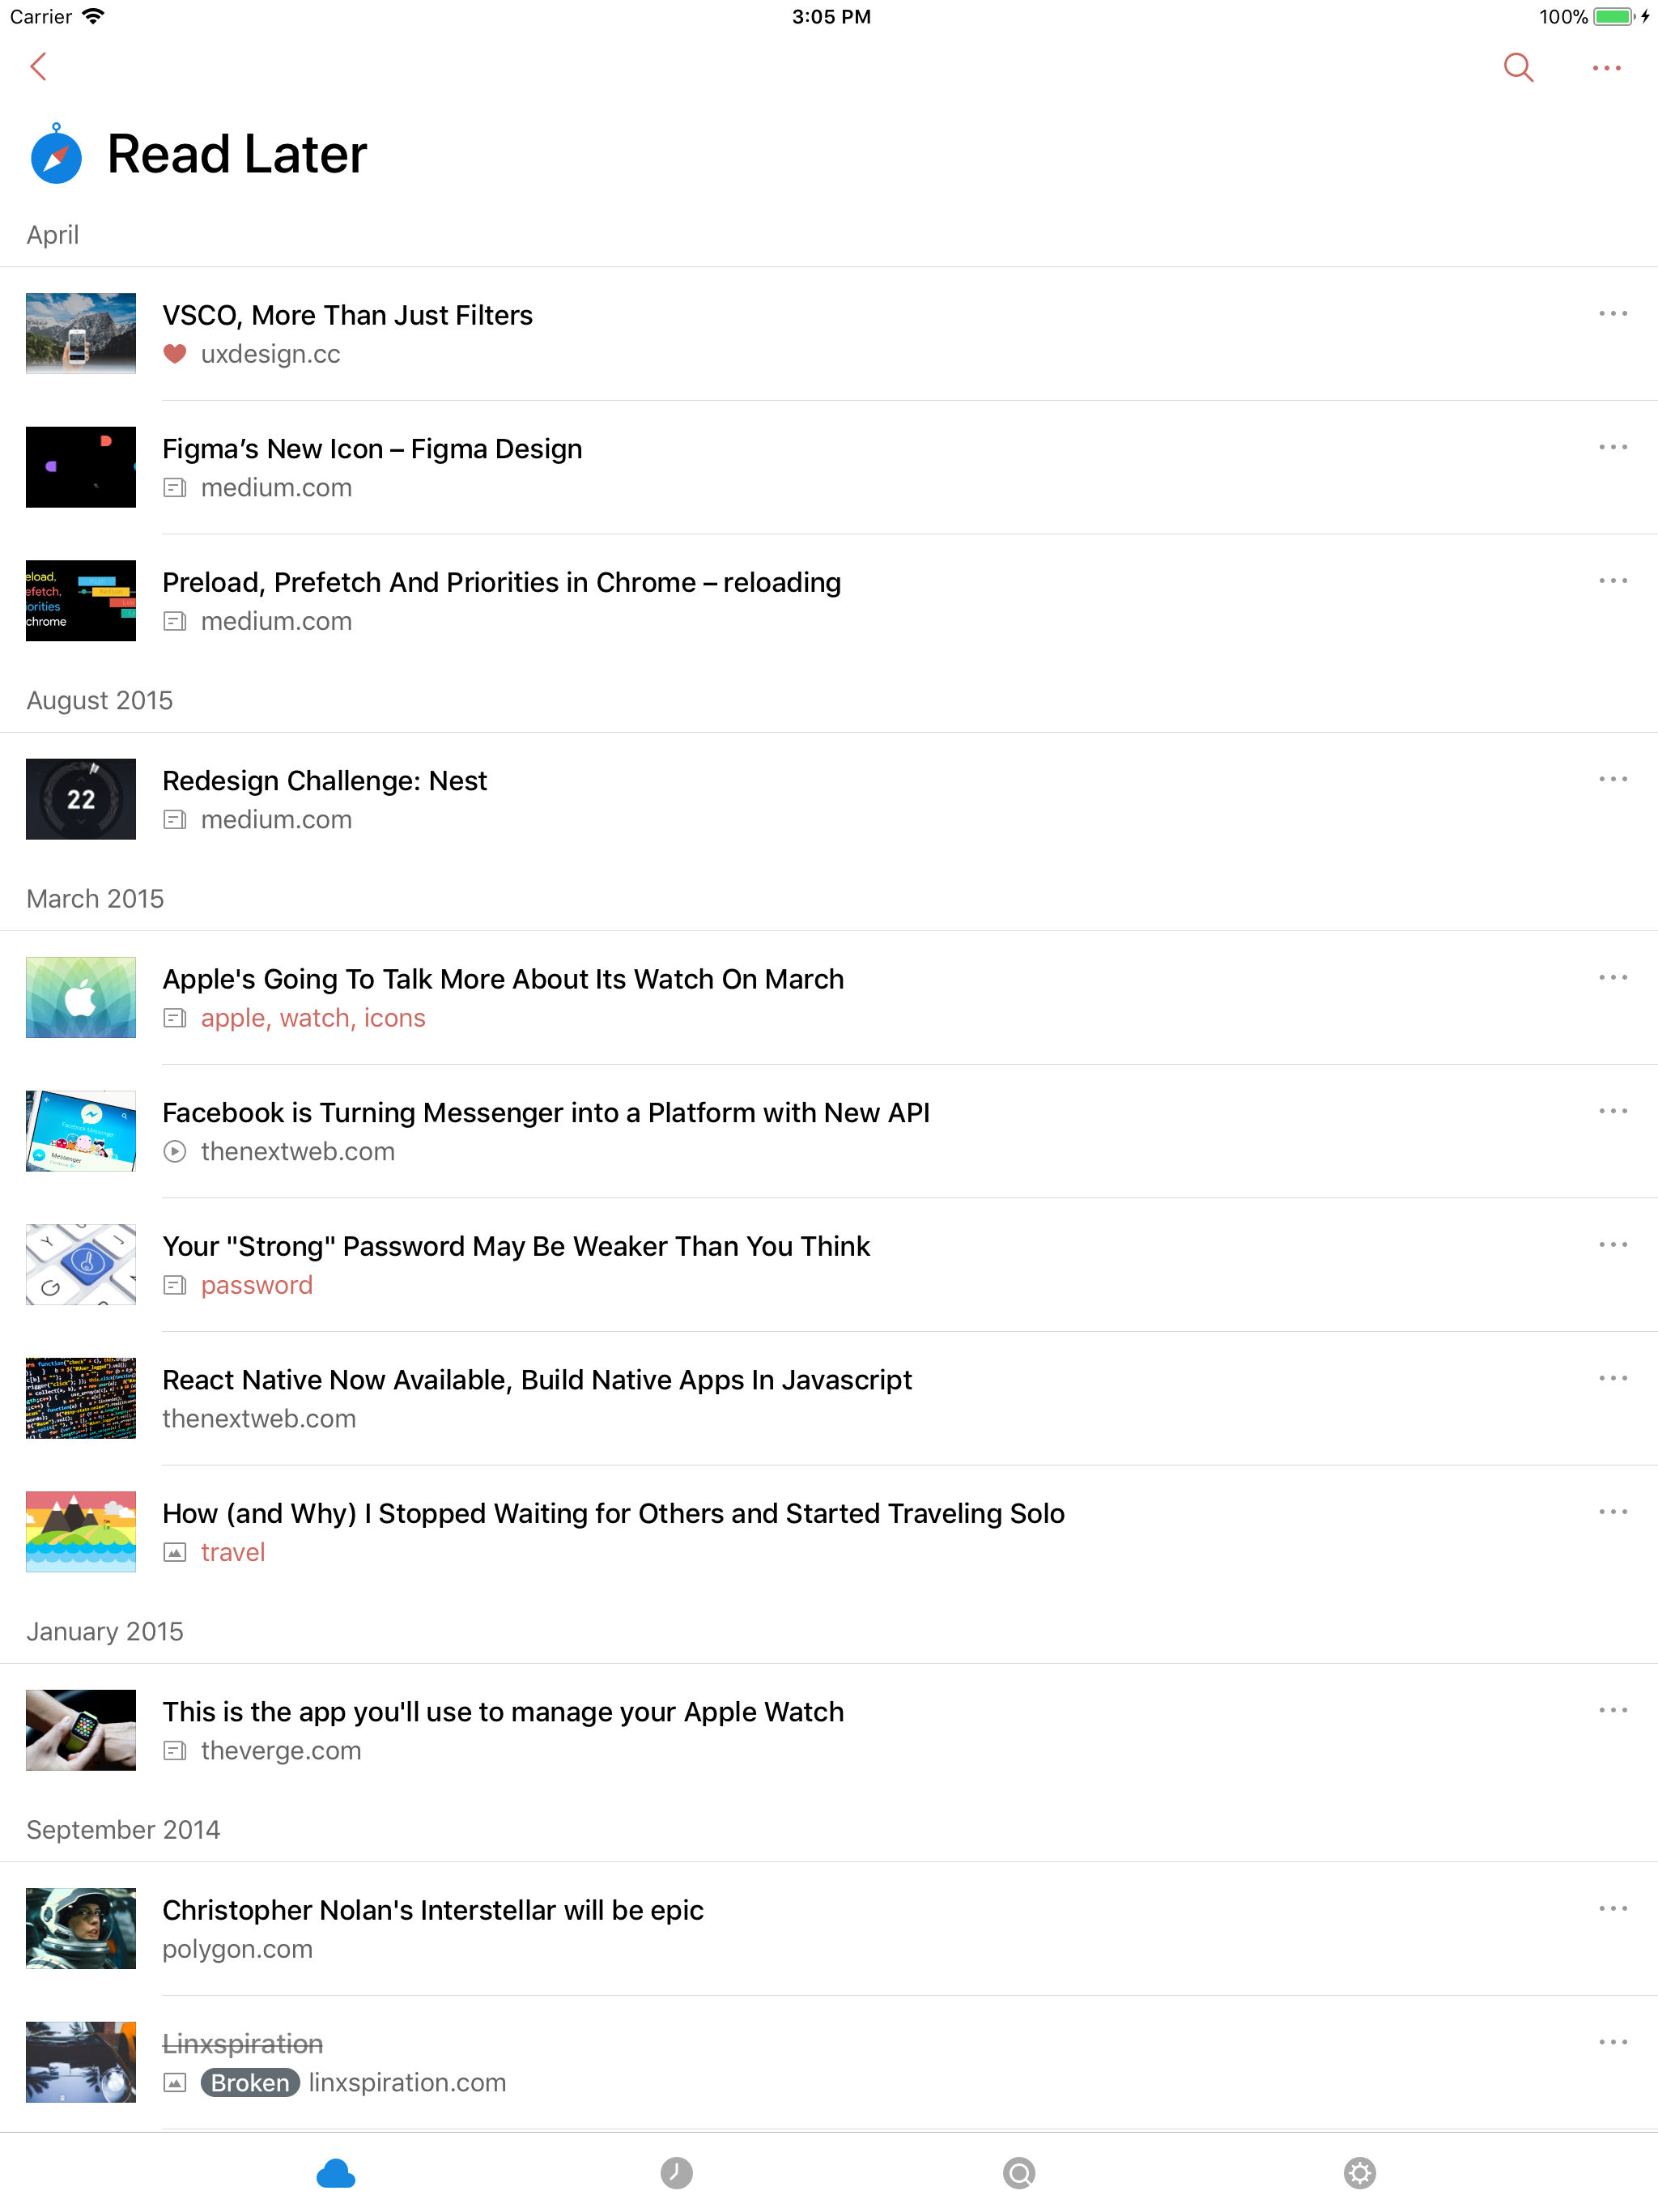 Carrier
3:05 PM
100%
Read Later
April
VSCO, More Than Just Filters
uxdesign.cc
Figma’s New Icon – Figma Design
medium.com
eload,
efetch,
orities
chrome
Preload, Prefetch And Priorities in Chrome – reloading
medium.com
August 2015
22
Redesign Challenge: Nest
medium.com
March 2015
Apple's Going To Talk More About Its Watch On March
apple, watch, icons
Facebook is Turning Messenger into a Platform with New API
thenextweb.com
Your "Strong" Password May Be Weaker Than You Think
password
React Native Now Available, Build Native Apps In Javascript
thenextweb.com
How (and Why) I Stopped Waiting for Others and Started Traveling Solo
travel
January 2015
This is the app you'll use to manage your Apple Watch
theverge.com
September 2014
Christopher Nolan's Interstellar will be epic
polygon.com
Linxspiration
Broken linxspiration.com